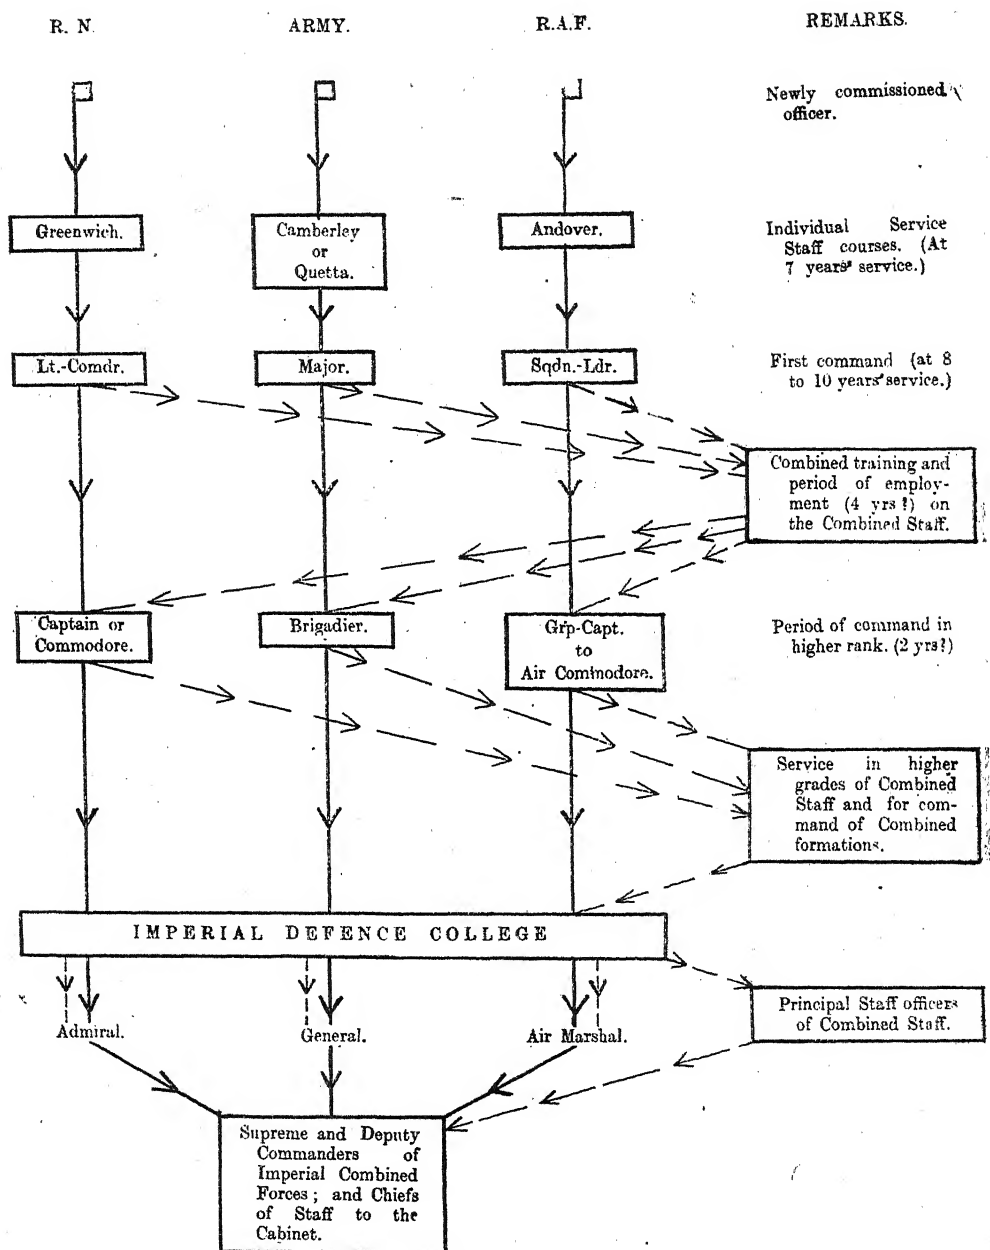 R. N. ARMY. R.A.F. REMARKS.
Newly commissioned
officer.
Greenwich.
Camberley
or
Quetta.
Andover.
Individual Service
Staff courses. (At
7 years' service.)
Lt.-Comdr.
Major.
Sqdn.-Ldr.
First command (at 8
to 10 years' service.)
Combined training and
period of employ-
ment (4 yrs?) on
the Combined Staff.
Captain or
Commodore.
Brigadier.
Grp-Capt.
to
Air Commodore.
Period of command in
higher rank. (2 yrs?)
Service in higher
grades of Combined
Staff and for com-
mand of Combined
formations.
IMPERIAL DEFENCE COLLEGE
Principal Staff officers
of Combined Staff.
Admiral.
General.
Air Marshal.
Supreme and Deputy
Commanders of
Imperial Combined
Forces ; and Chiefs
of Staff to the
Cabinet.